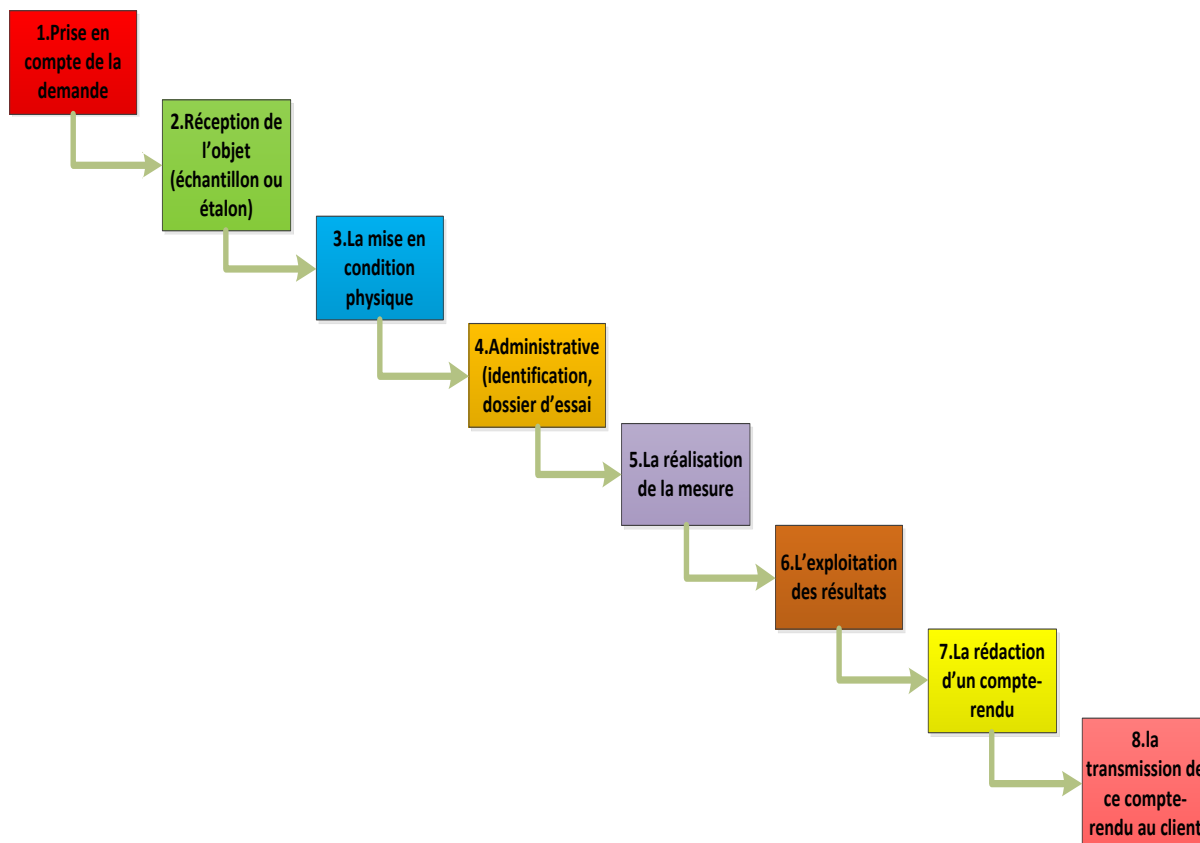 1.Prise en
compte de la
demande
2.Réception de
l'objet
(échantillon ou
étalon)
3.La mise en
condition
physique
4.Administrative
(identification,
dossier d'essai
5.La réalisation
de la mesure
6.L'exploitation
des résultats
7.La rédaction
d'un compte-
rendu
8.la
transmission de
ce compte-
rendu au client